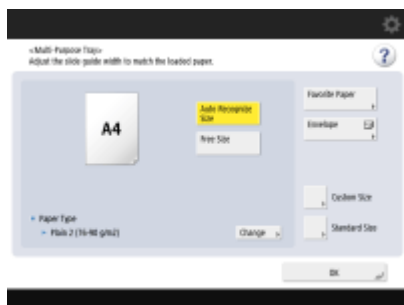 <Multi-Purpose Tray>
Adjust the slide guide width to match the loaded paper.
?
A4
Auto Recognize
Size
Free Size
Favorite Paper
Envelope
Custom Size
Standard Size
Paper Type
Plain 2 (76-90 g/m2)
Change
OK